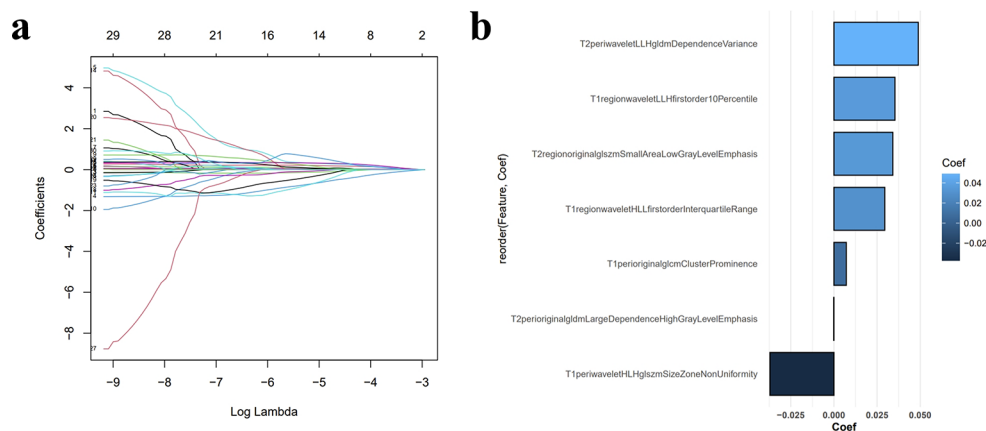 a
29 28 21 16 14 8 2
4
2
0
−2
−4
−6
−8
Coefficients
27
−9 −8 −7 −6 −5 −4 −3
Log Lambda
b
T2periwaveletLLHgldmDependenceVariance
T1regionwaveletLLHfirstorder10Percentile
T2regionoriginalglszmSmallAreaLowGrayLevelEmphasis
T1regionwaveletHLLfirstorderInterquartileRange
T1perioriginalglcmClusterProminence
T2perioriginalgldmLargeDependenceHighGrayLevelEmphasis
T1periwaveletHLHglszmSizeZoneNonUniformity
reorder(Feature, Coef)
−0.025 0.000 0.025 0.050
Coef
Coef
0.04
0.02
0.00
−0.02